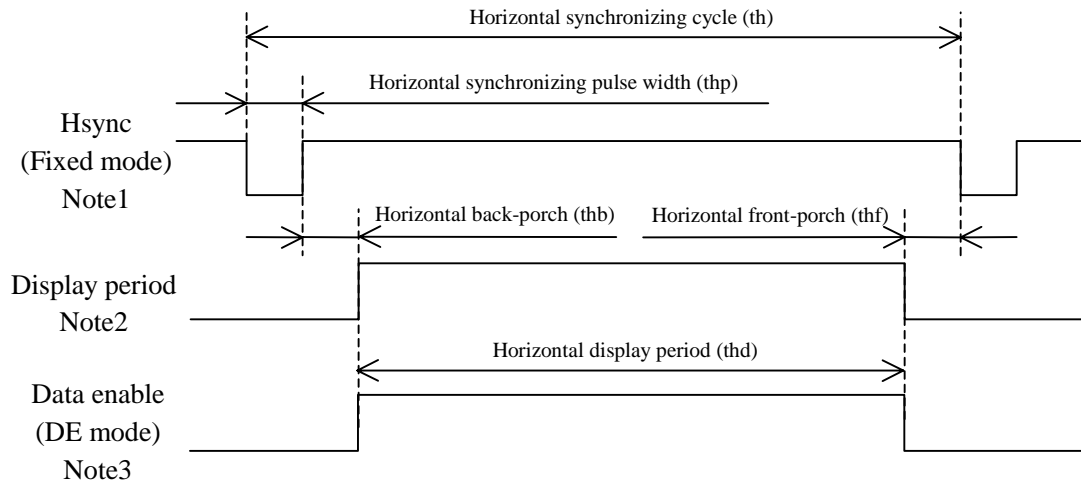 Horizontal synchronizing cycle (th)
Horizontal synchronizing pulse width (thp)
Hsync
(Fixed mode)
Note1
Horizontal back-porch (thb)
Horizontal front-porch (thf)
Display period
Note2
Horizontal display period (thd)
Data enable
(DE mode)
Note3